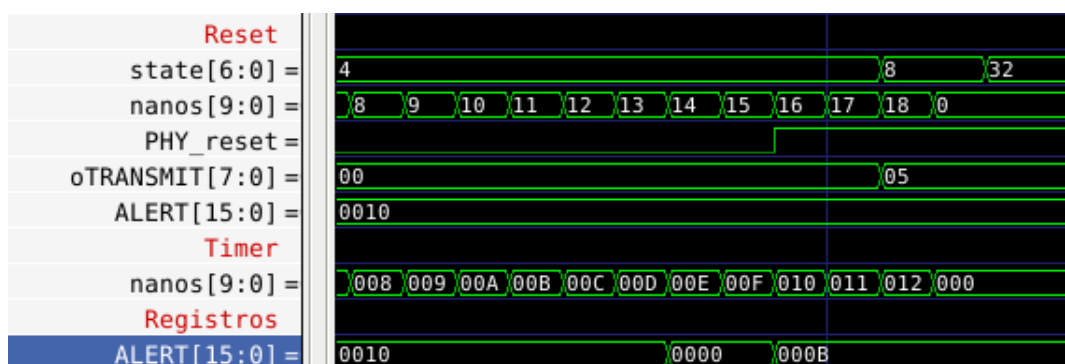 Reset
state[6:0] = 4 8 32
nanos[9:0] = 8 9 10 11 12 13 14 15 16 17 18 0
PHY_reset =
oTRANSMIT[7:0] = 00 05
ALERT[15:0] = 0010
Timer
nanos[9:0] = 008 009 00A 00B 00C 00D 00E 00F 010 011 012 000
Registros
ALERT[15:0] = 0010 0000 000B